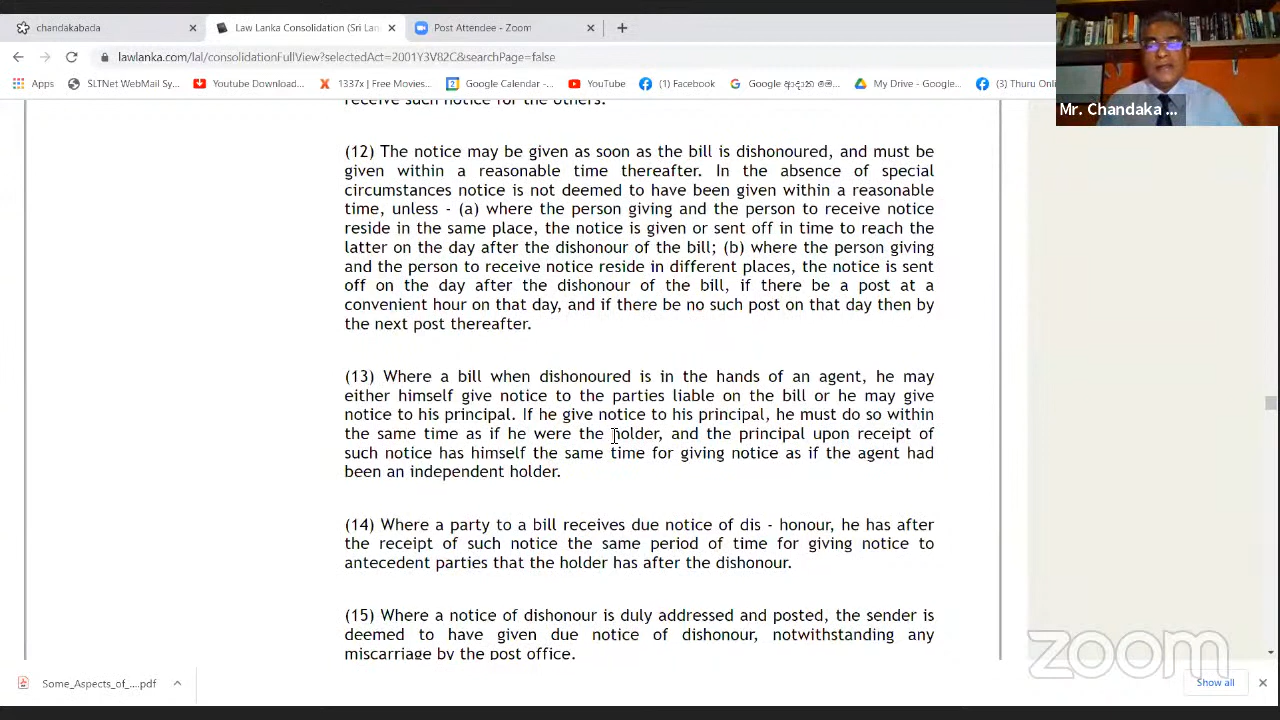 chandakabada
Law Lanka Consolidation (Sri Lan
Post Attendee - Zoom
lawlanka.com/lal/consolidationFullView?selectedAct=2001Y3V82C&searchPage=false
Apps
SLTNet WebMail Sy...
Youtube Download...
1337x | Free Movies...
Google Calendar -...
YouTube
(1) Facebook
My Drive - Google...
(3) Thuru Onl
Mr. Chandaka ...
receive such notice for the others.
(12) The notice may be given as soon as the bill is dishonoured, and must be
given within a reasonable time thereafter. In the absence of special
circumstances notice is not deemed to have been given within a reasonable
time, unless - (a) where the person giving and the person to receive notice
reside in the same place, the notice is given or sent off in time to reach the
latter on the day after the dishonour of the bill; (b) where the person giving
and the person to receive notice reside in different places, the notice is sent
off on the day after the dishonour of the bill, if there be a post at a
convenient hour on that day, and if there be no such post on that day then by
the next post thereafter.
(13) Where a bill when dishonoured is in the hands of an agent, he may
either himself give notice to the parties liable on the bill or he may give
notice to his principal. If he give notice to his principal, he must do so within
the same time as if he were the holder, and the principal upon receipt of
such notice has himself the same time for giving notice as if the agent had
been an independent holder.
(14) Where a party to a bill receives due notice of dis - honour, he has after
the receipt of such notice the same period of time for giving notice to
antecedent parties that the holder has after the dishonour.
(15) Where a notice of dishonour is duly addressed and posted, the sender is
deemed to have given due notice of dishonour, notwithstanding any
miscarriage by the post office.
zoom
Some_Aspects_of_....pdf
Show all